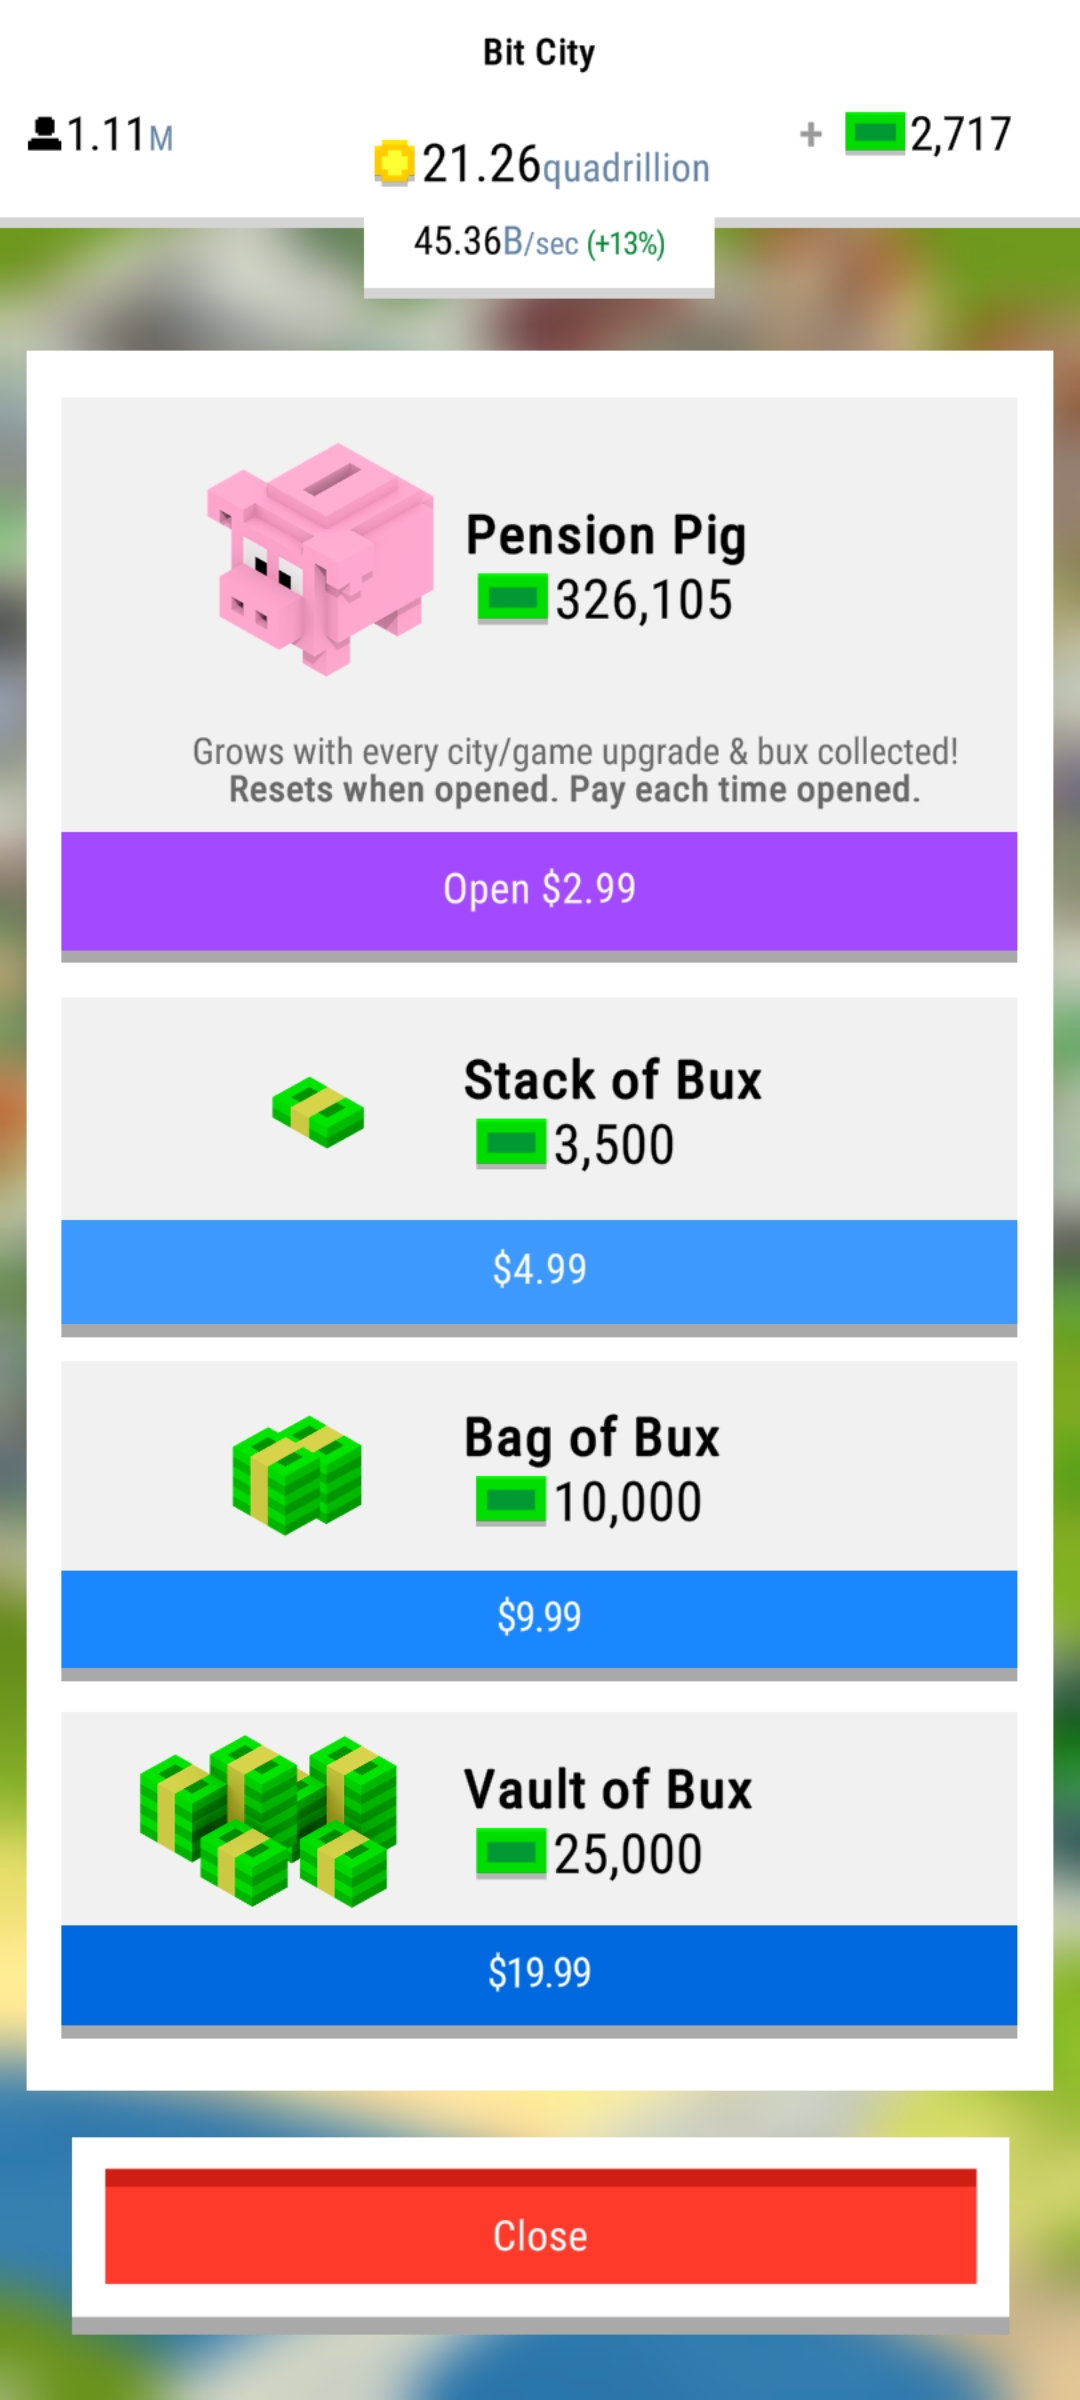 Bit City
1.11M
+ 2,717
21.26quadrillion
45.36B/sec (+13%)
Pension Pig
326,105
Grows with every city/game upgrade & bux collected!
Resets when opened. Pay each time opened.
Open $2.99
Stack of Bux
3,500
$4.99
Bag of Bux
10,000
$9.99
Vault of Bux
25,000
$19.99
Close